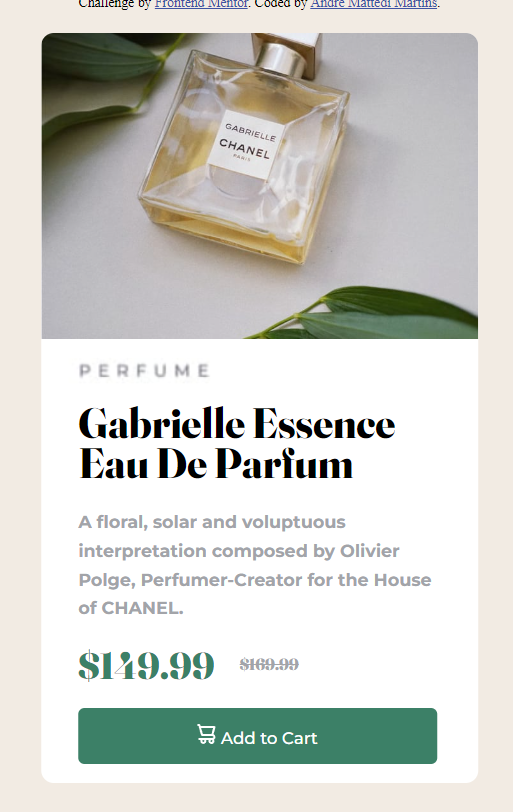 Challenge by Frontend Mentor. Coded by Andre Mattedi Martins.
GABRIELLE
CHANEL
PARIS
PERFUME
Gabrielle Essence
Eau De Parfum
A floral, solar and voluptuous
interpretation composed by Olivier
Polge, Perfumer-Creator for the House
of CHANEL.
$149.99 $169.99
Add to Cart